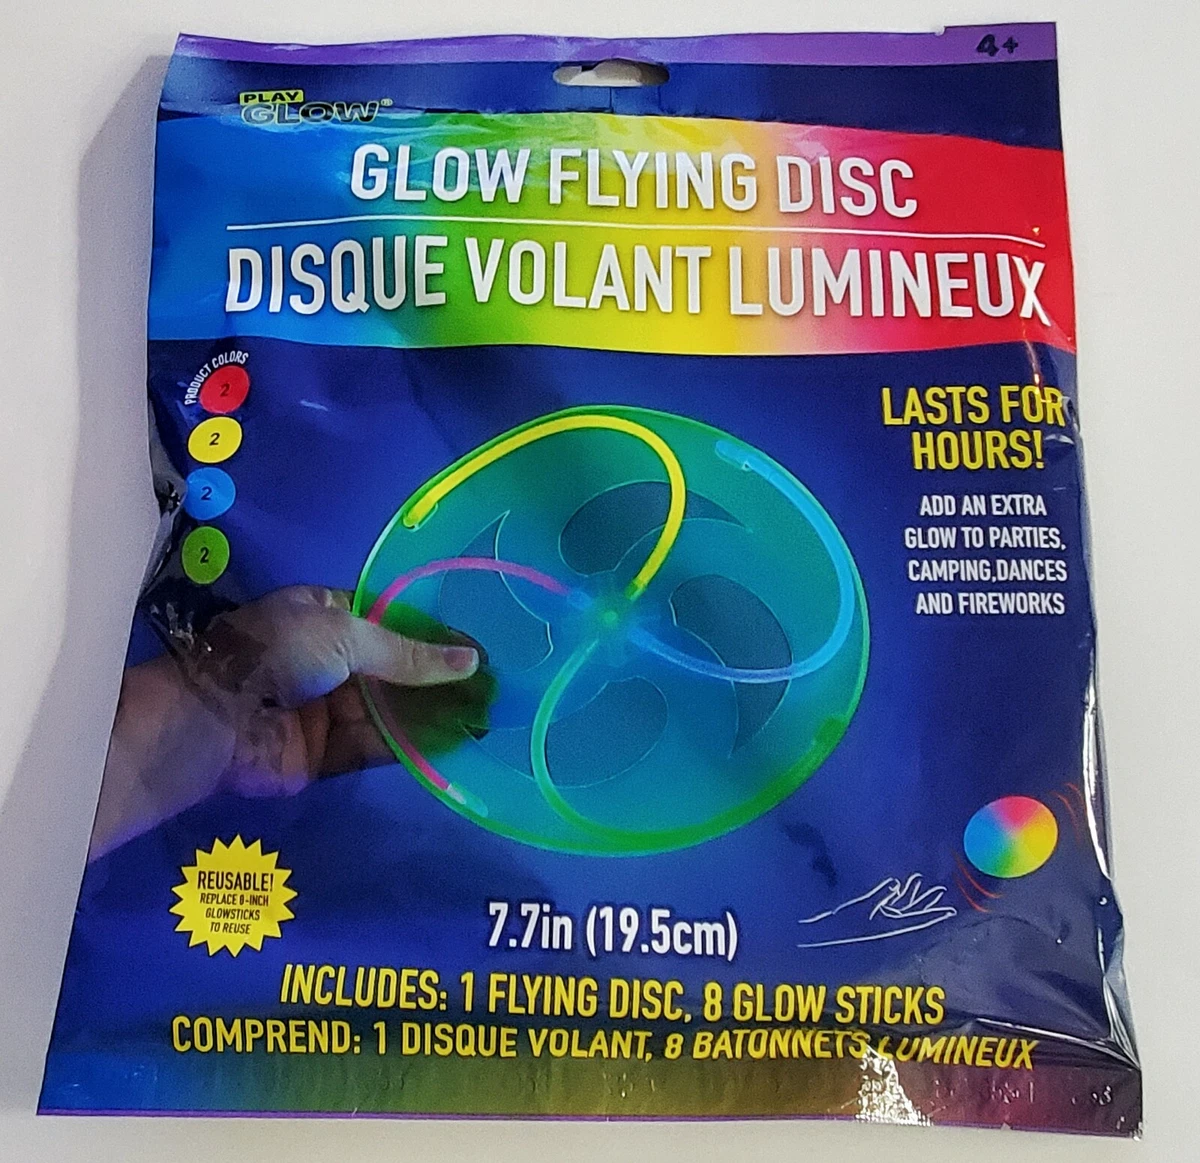 4+
PLAY
GLOW®
GLOW FLYING DISC
DISQUE VOLANT LUMINEUX
PRODUCT COLORS
2
2
2
2
LASTS FOR
HOURS!
ADD AN EXTRA
GLOW TO PARTIES,
CAMPING,DANCES
AND FIREWORKS
REUSABLE!
REPLACE 8-INCH
GLOWSTICKS
TO REUSE
7.7in (19.5cm)
INCLUDES: 1 FLYING DISC, 8 GLOW STICKS
COMPREND: 1 DISQUE VOLANT, 8 BATONNETS LUMINEUX